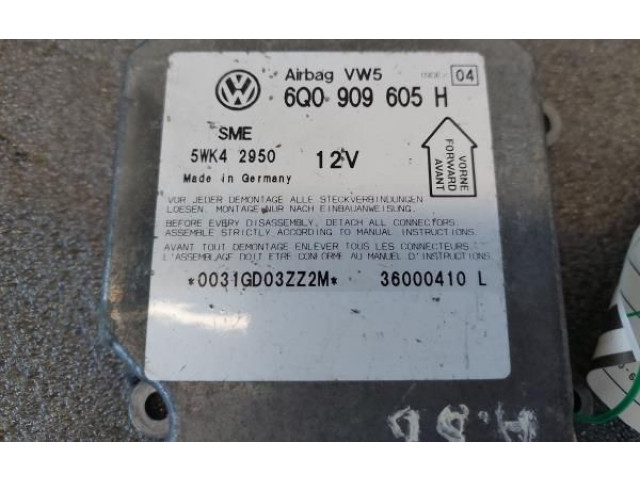 Airbag VW5 INDEX 04
6Q0 909 605 H
SME
5WK4 2950 12V
Made in Germany
VORNE
FORWARD
AVANT
VOR JEDER DEMONTAGE ALLE STECKVERBINDUNGEN
LOESEN. MONTAGE NUR NACH EINBAUANWEISUNG.
BEFORE EVERY DISASSEMBLY, DETACH ALL CONNECTORS.
ASSEMBLE STRICTLY ACCORDING TO MANUAL INSTRUCTIONS.
AVANT TOUT DEMONTAGE ENLEVER TOUS LES CONNECTEURS.
L'ASSEMBLAGE DOIT ETRE CONFORME AU MANUEL D'INSTRUCTIONS.
*0031GD03ZZ2M* 36000410 L